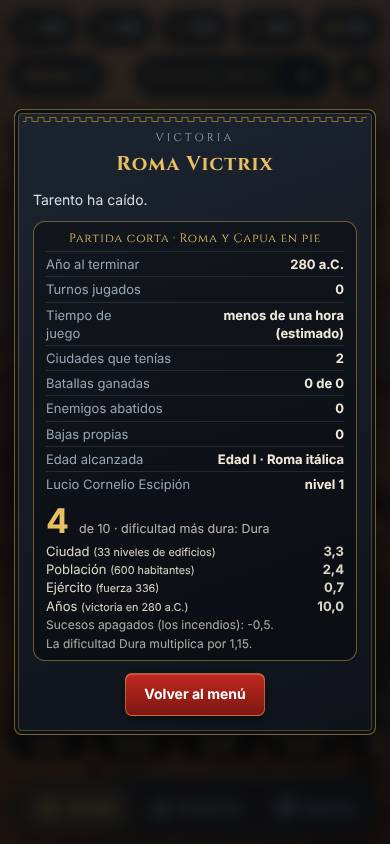 VICTORIA
ROMA VICTRIX
Tarento ha caído.
PARTIDA CORTA · ROMA Y CAPUA EN PIE
Año al terminar 280 a.C.
Turnos jugados 0
Tiempo de juego menos de una hora (estimado)
Ciudades que tenías 2
Batallas ganadas 0 de 0
Enemigos abatidos 0
Bajas propias 0
Edad alcanzada Edad I · Roma itálica
Lucio Cornelio Escipión nivel 1
4 de 10 · dificultad más dura: Dura
Ciudad (33 niveles de edificios) 3,3
Población (600 habitantes) 2,4
Ejército (fuerza 336) 0,7
Años (victoria en 280 a.C.) 10,0
Sucesos apagados (los incendios): -0,5.
La dificultad Dura multiplica por 1,15.
Volver al menú